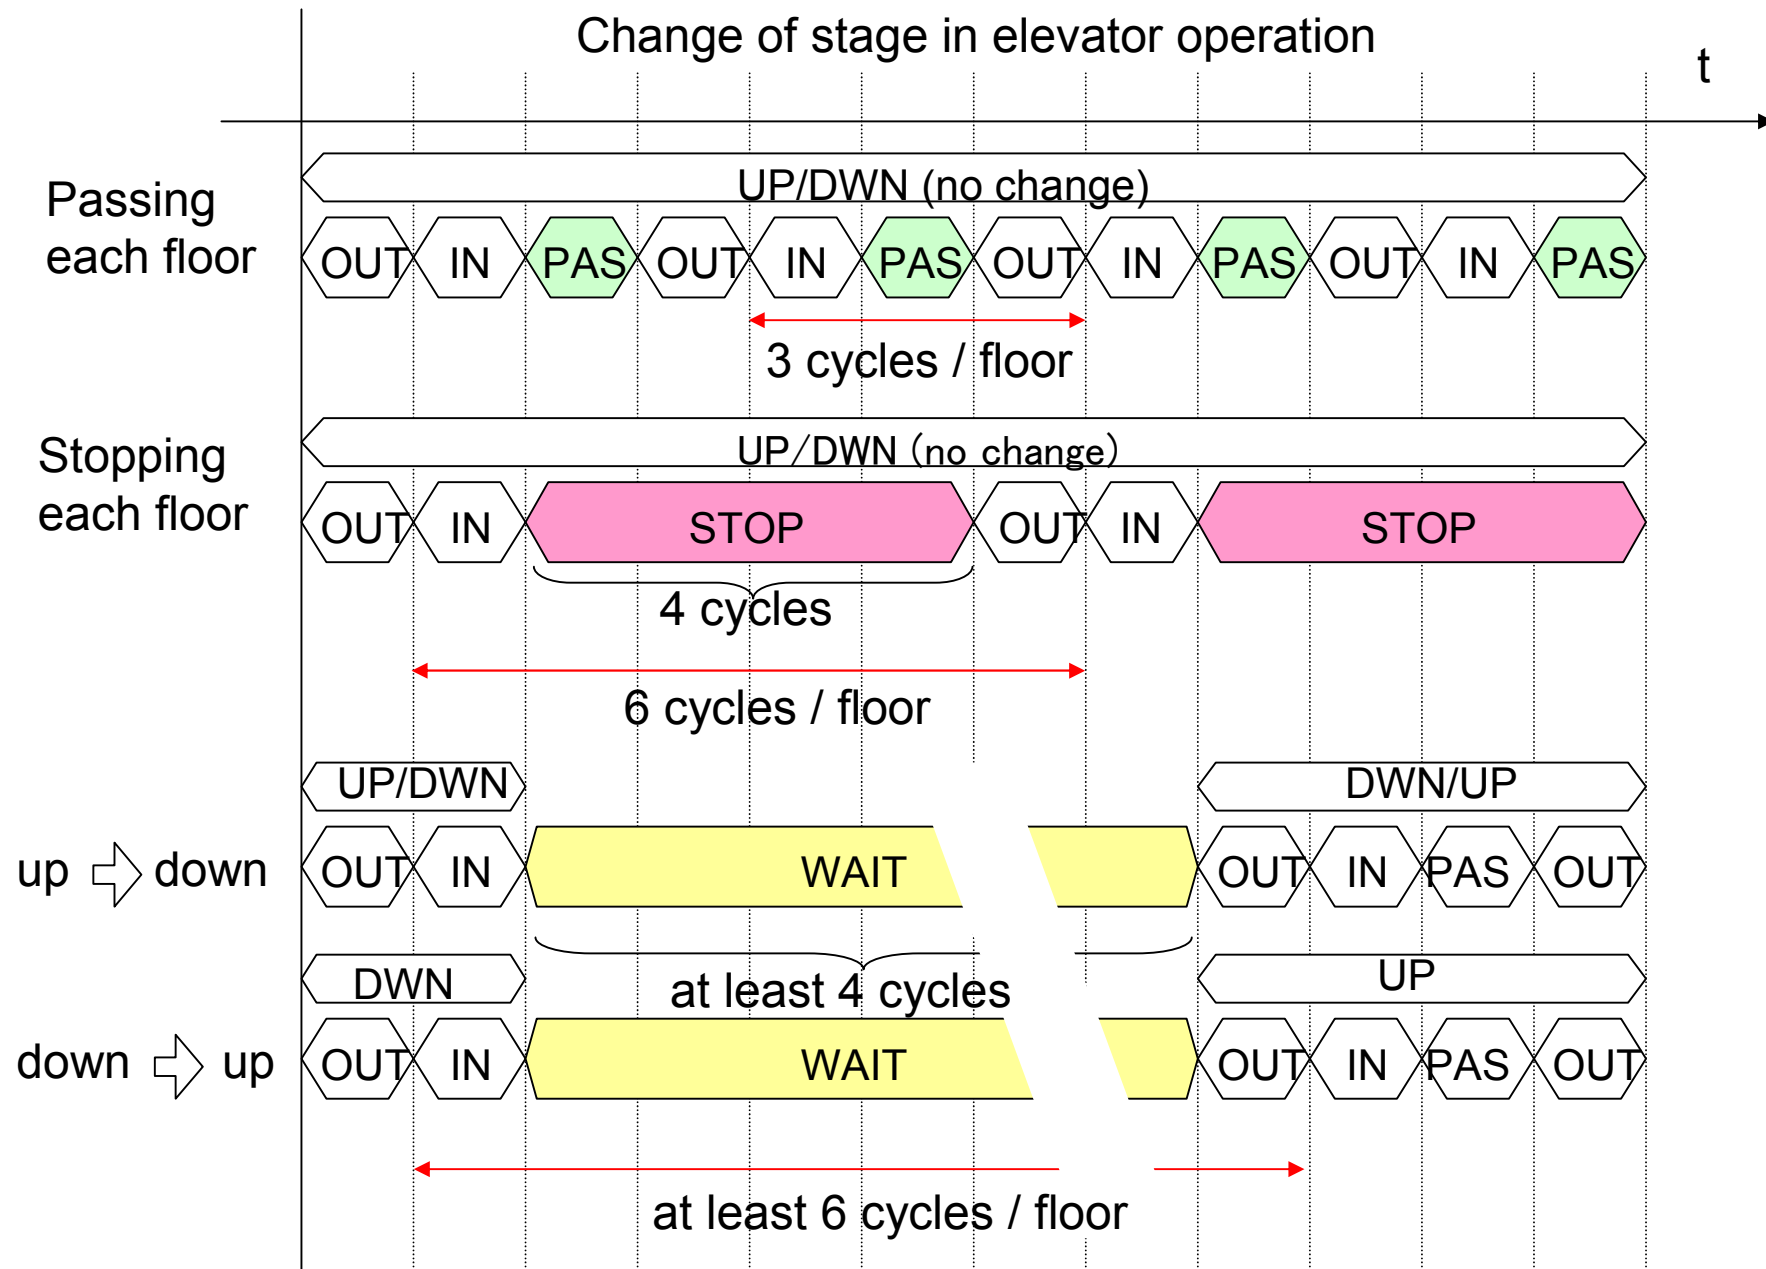 Change of stage in elevator operation
t
Passing
each floor
UP/DWN (no change)
OUT IN PAS OUT IN PAS OUT IN PAS OUT IN PAS
3 cycles / floor
Stopping
each floor
UP/DWN (no change)
OUT IN STOP OUT IN STOP
4 cycles
6 cycles / floor
UP/DWN DWN/UP
up down OUT IN WAIT OUT IN PAS OUT
at least 4 cycles
DWN UP
down up OUT IN WAIT OUT IN PAS OUT
at least 6 cycles / floor